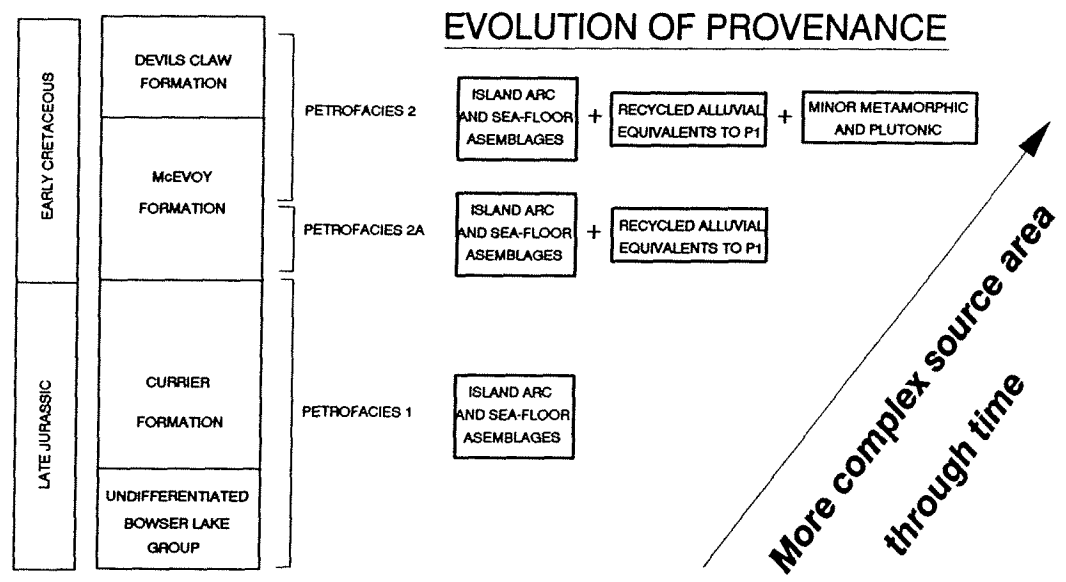 EVOLUTION OF PROVENANCE
EARLY CRETACEOUS
LATE JURASSIC
DEVILS CLAW
FORMATION
McEVOY
FORMATION
CURRIER
FORMATION
UNDIFFERENTIATED
BOWSER LAKE
GROUP
PETROFACIES 2
ISLAND ARC
AND SEA-FLOOR
ASEMBLAGES
+
RECYCLED ALLUVIAL
EQUIVALENTS TO P1
+
MINOR METAMORPHIC
AND PLUTONIC
PETROFACIES 2A
ISLAND ARC
AND SEA-FLOOR
ASEMBLAGES
+
RECYCLED ALLUVIAL
EQUIVALENTS TO P1
PETROFACIES 1
ISLAND ARC
AND SEA-FLOOR
ASEMBLAGES
More complex source area
through time